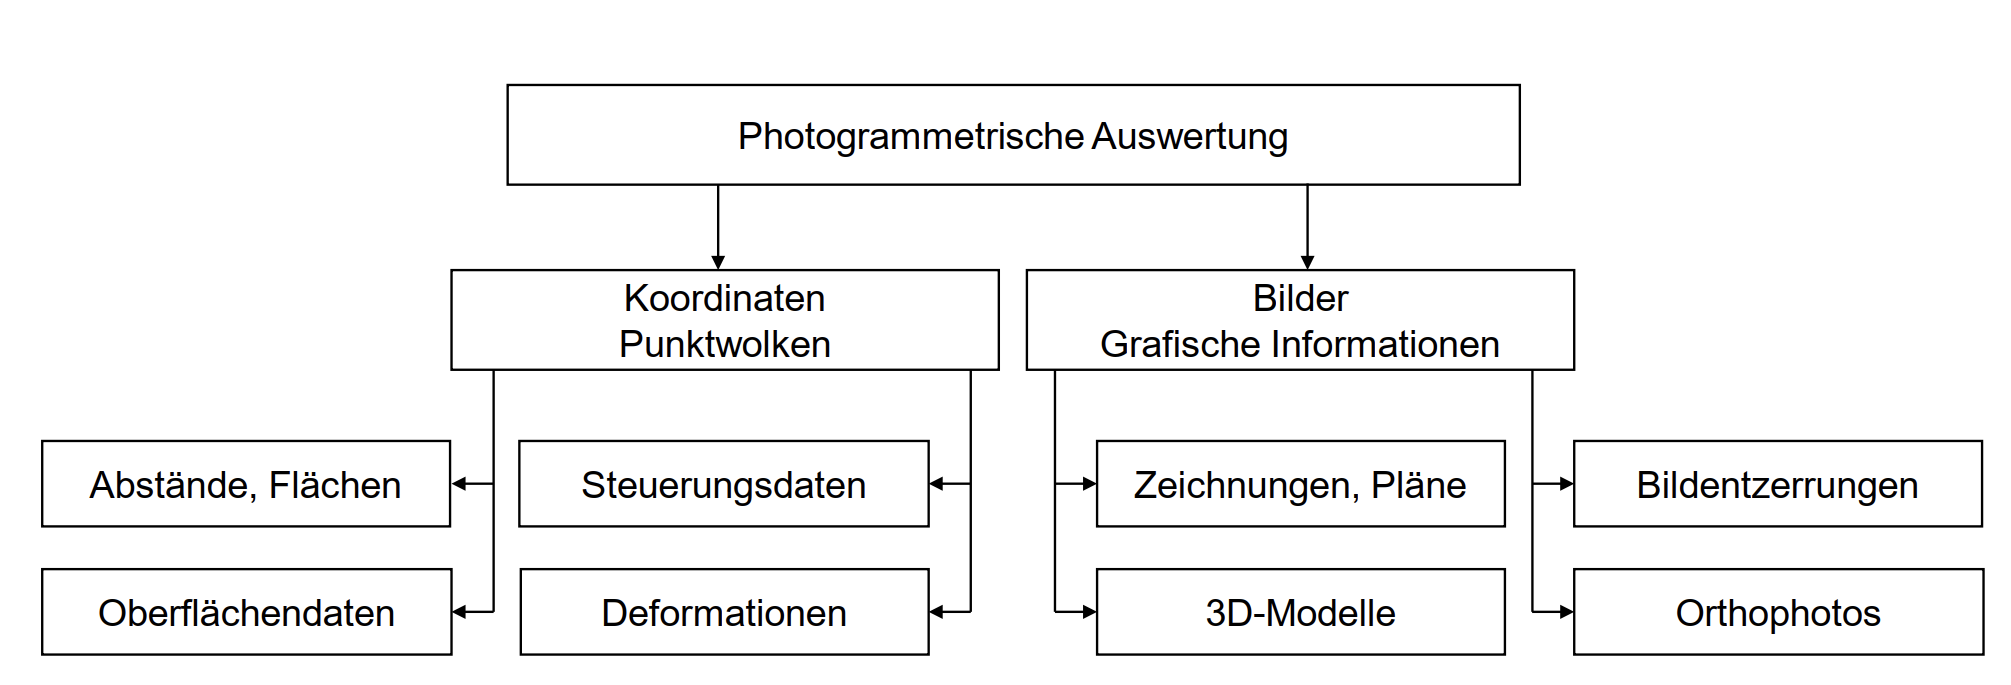 Photogrammetrische Auswertung
Koordinaten
Punktwolken
Bilder
Grafische Informationen
Abstände, Flächen
Steuerungsdaten
Zeichnungen, Pläne
Bildentzerrungen
Oberflächendaten
Deformationen
3D-Modelle
Orthophotos